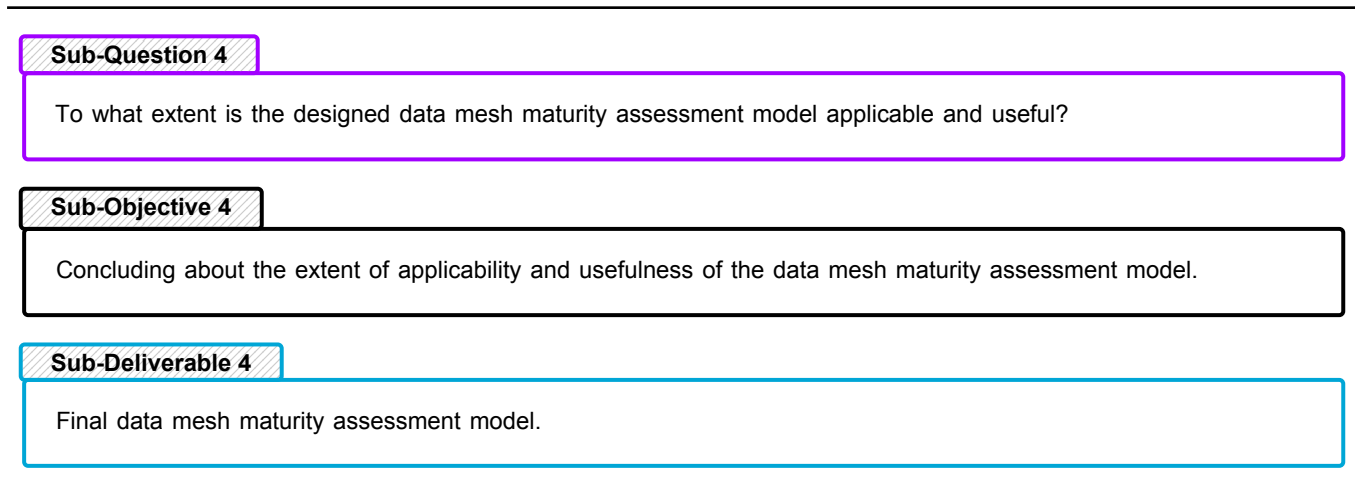 Sub-Question 4
To what extent is the designed data mesh maturity assessment model applicable and useful?
Sub-Objective 4
Concluding about the extent of applicability and usefulness of the data mesh maturity assessment model.
Sub-Deliverable 4
Final data mesh maturity assessment model.